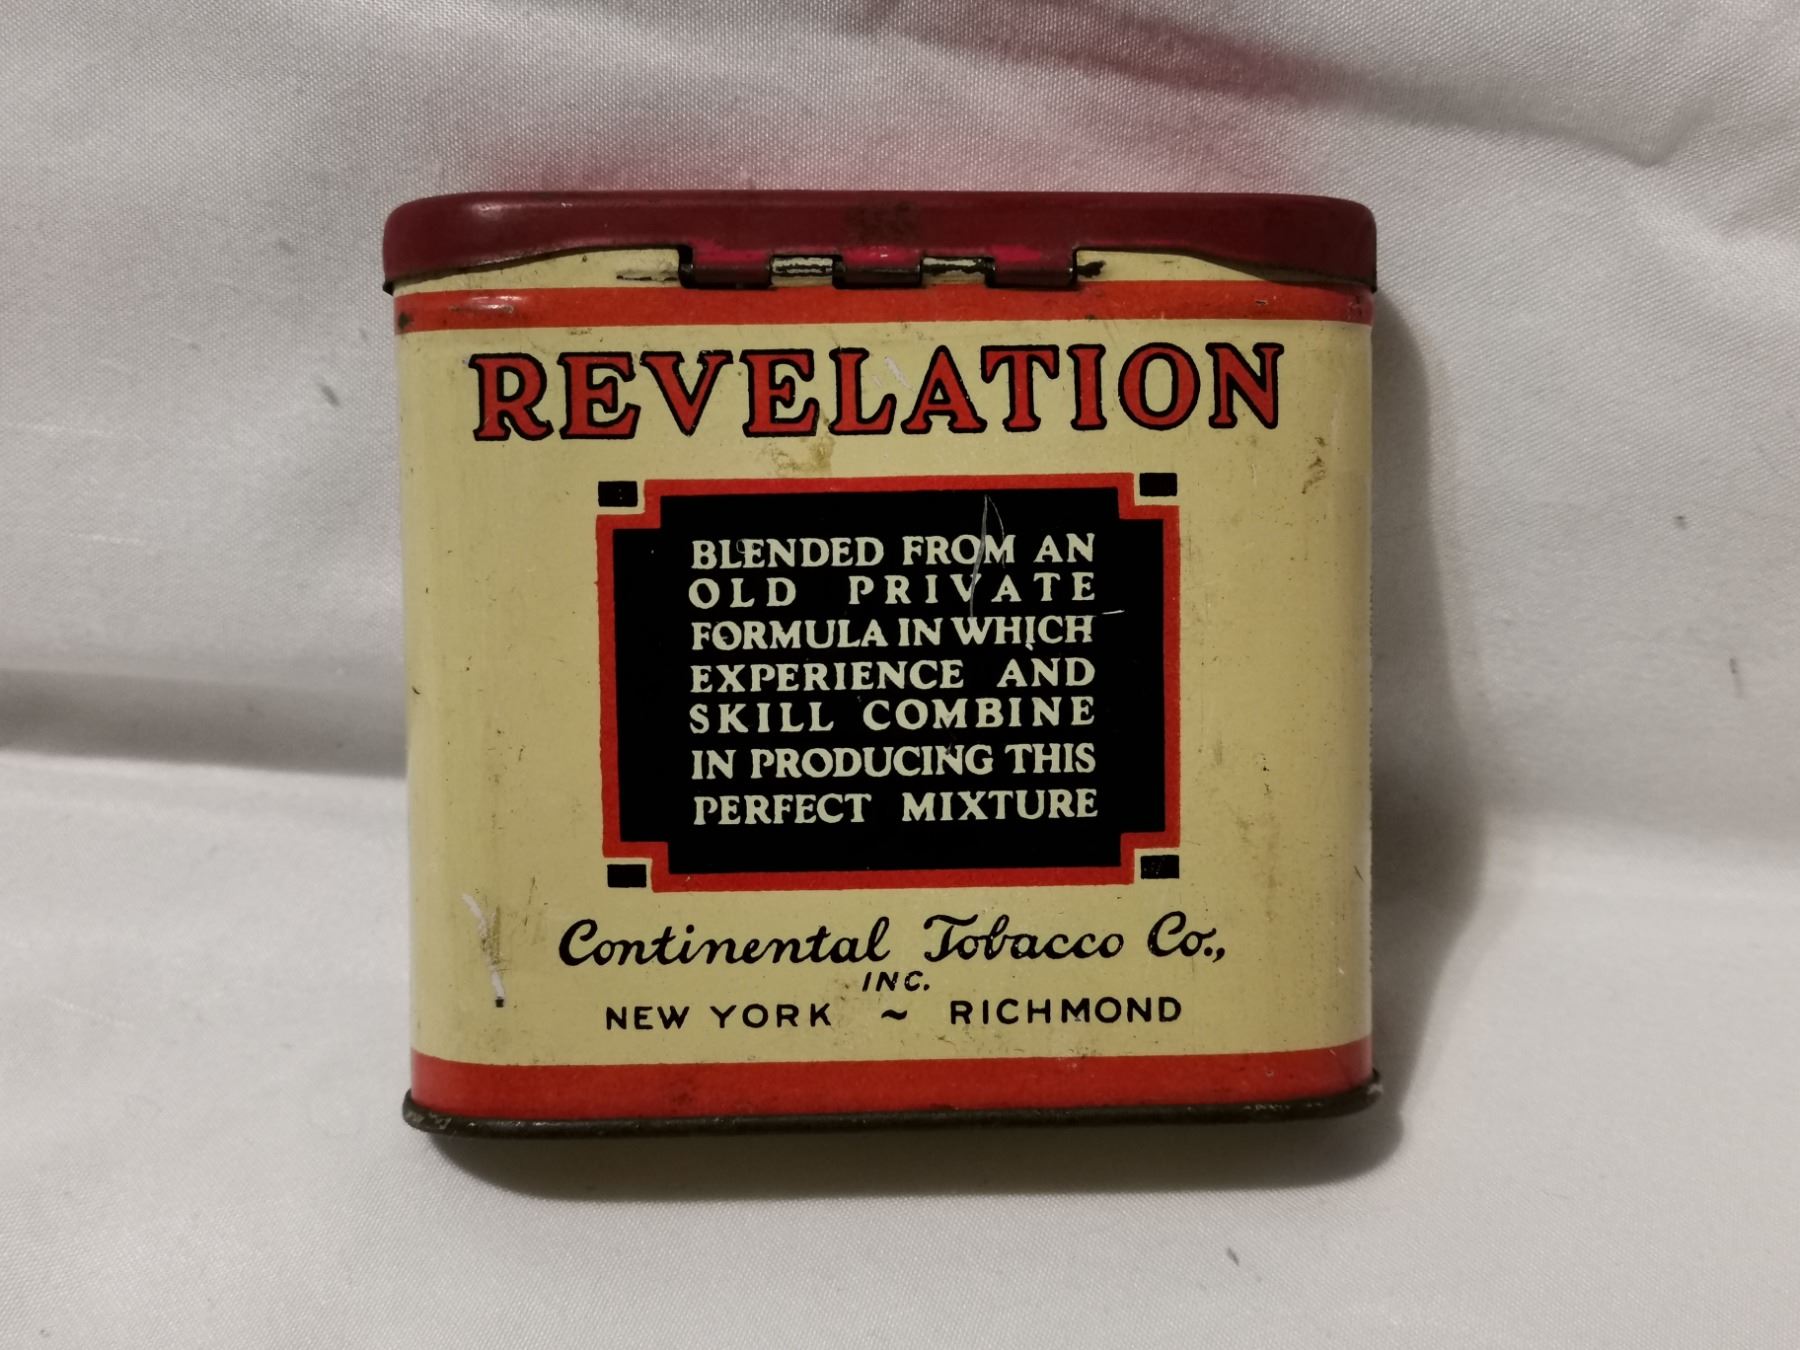 REVELATION
BLENDED FROM AN
OLD PRIVATE
FORMULA IN WHICH
EXPERIENCE AND
SKILL COMBINE
IN PRODUCING THIS
PERFECT MIXTURE
Continental Tobacco Co.,
INC.
NEW YORK ~ RICHMOND